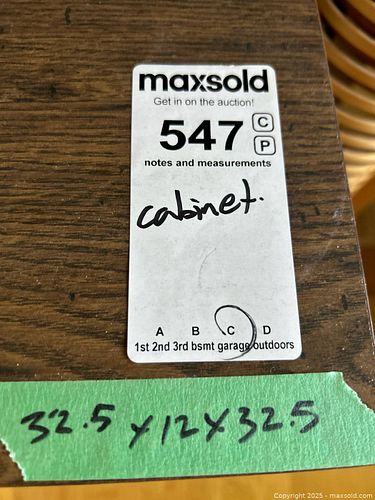 maxsold
Get in on the auction!
547 C
P
notes and measurements
cabinet.
A B C D
1st 2nd 3rd bsmt garage outdoors
32.5 x 12 x 32.5
Copyright 2025 - maxsold.com